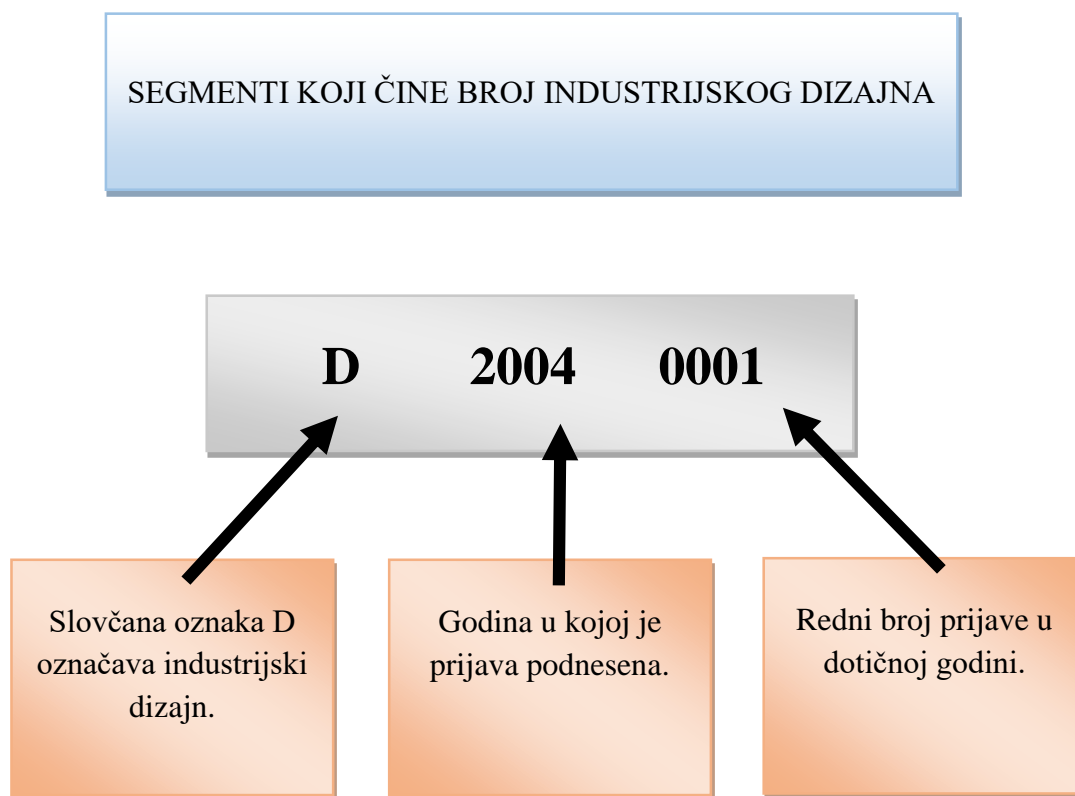 SEGMENTI KOJI ČINE BROJ INDUSTRIJSKOG DIZAJNA
D 2004 0001
Slovčana oznaka D
označava industrijski
dizajn.
Godina u kojoj je
prijava podnesena.
Redni broj prijave u
dotičnoj godini.